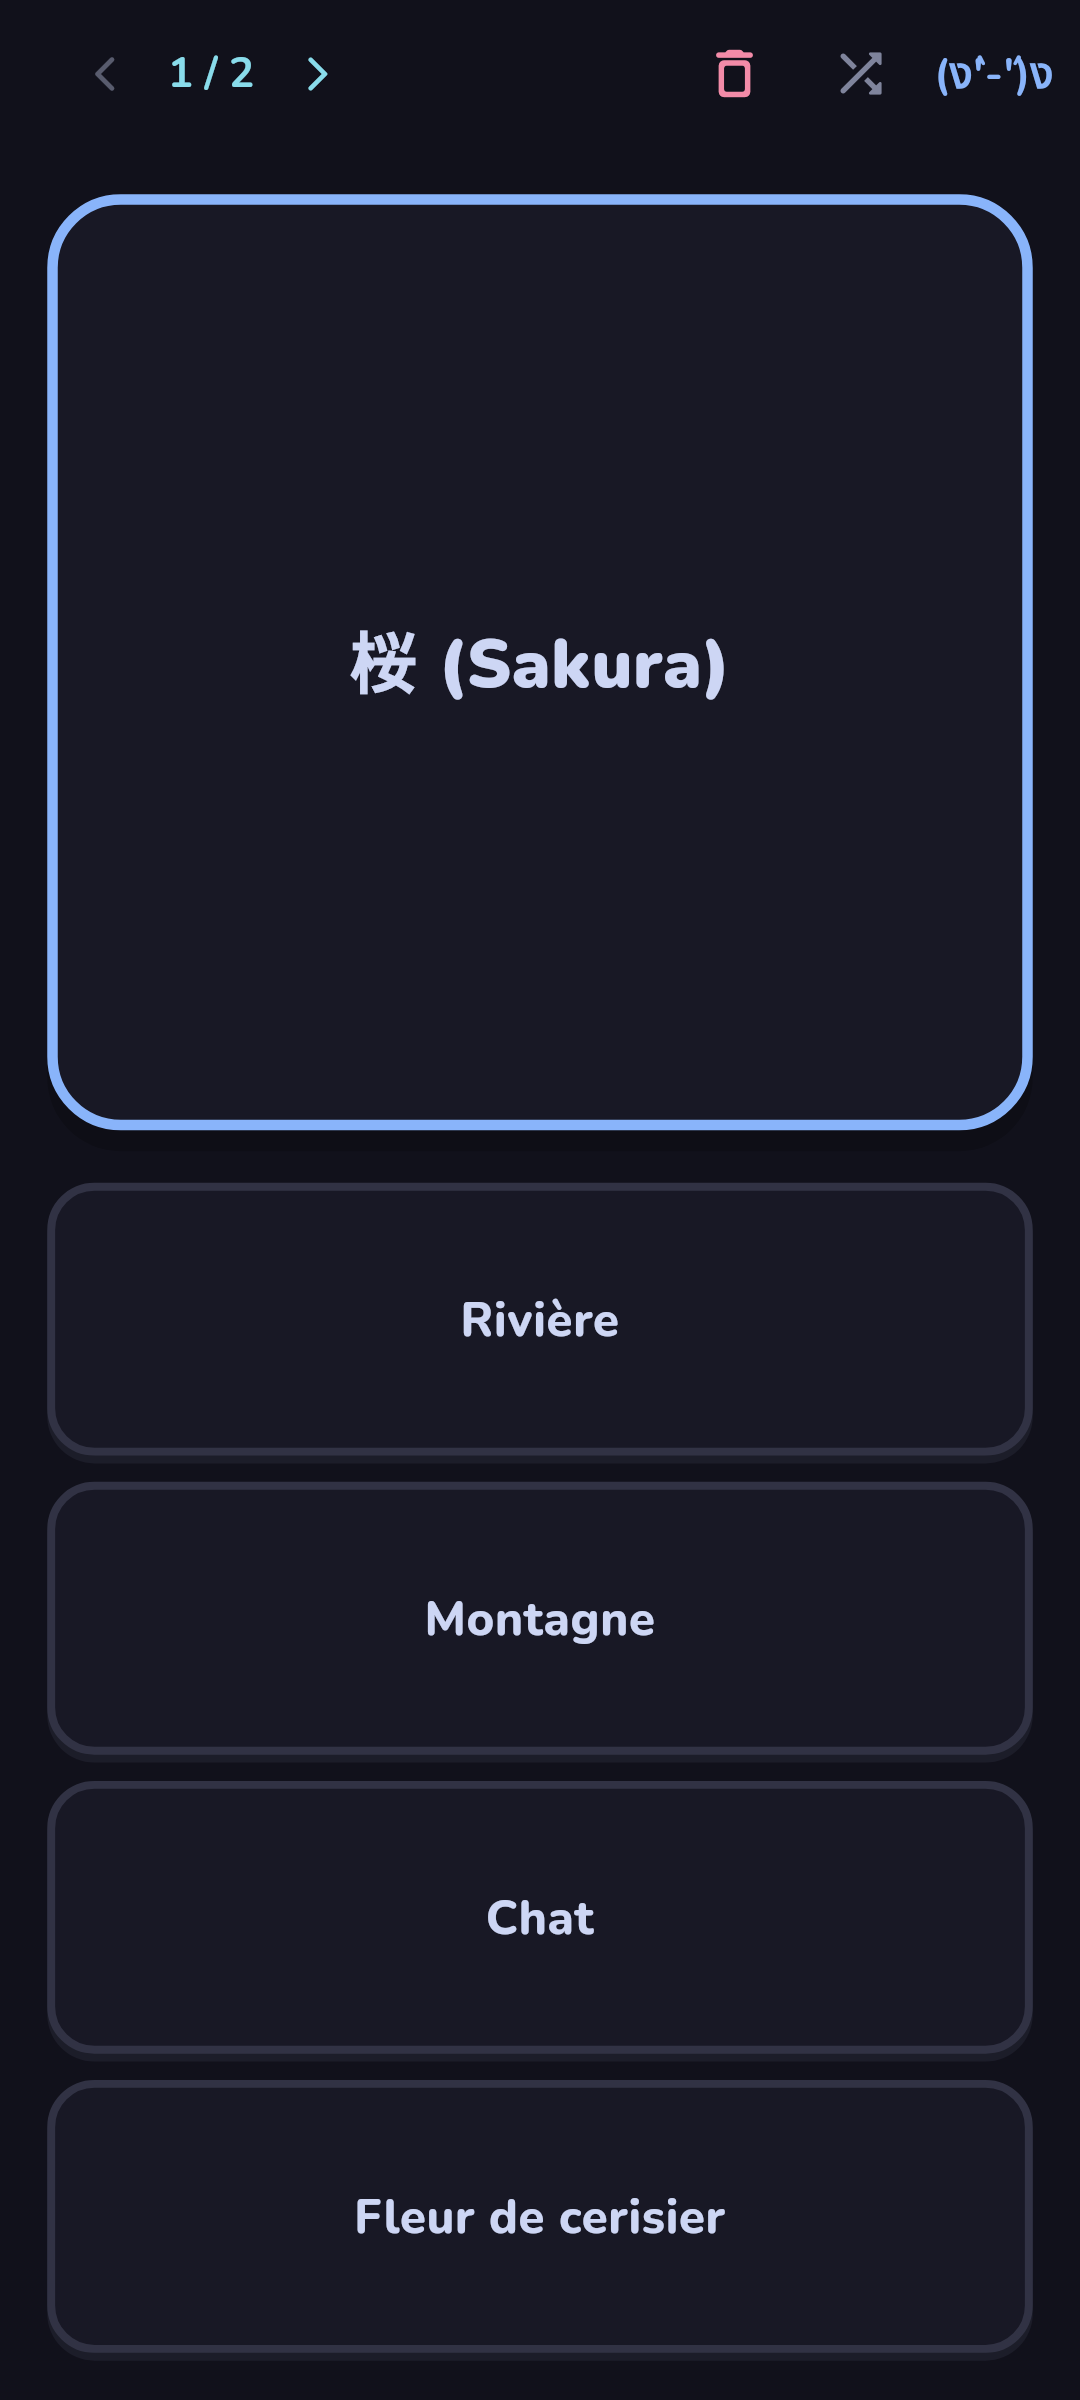 1 / 2
(ง'̀-'́)ง
桜 (Sakura)
Rivière
Montagne
Chat
Fleur de cerisier